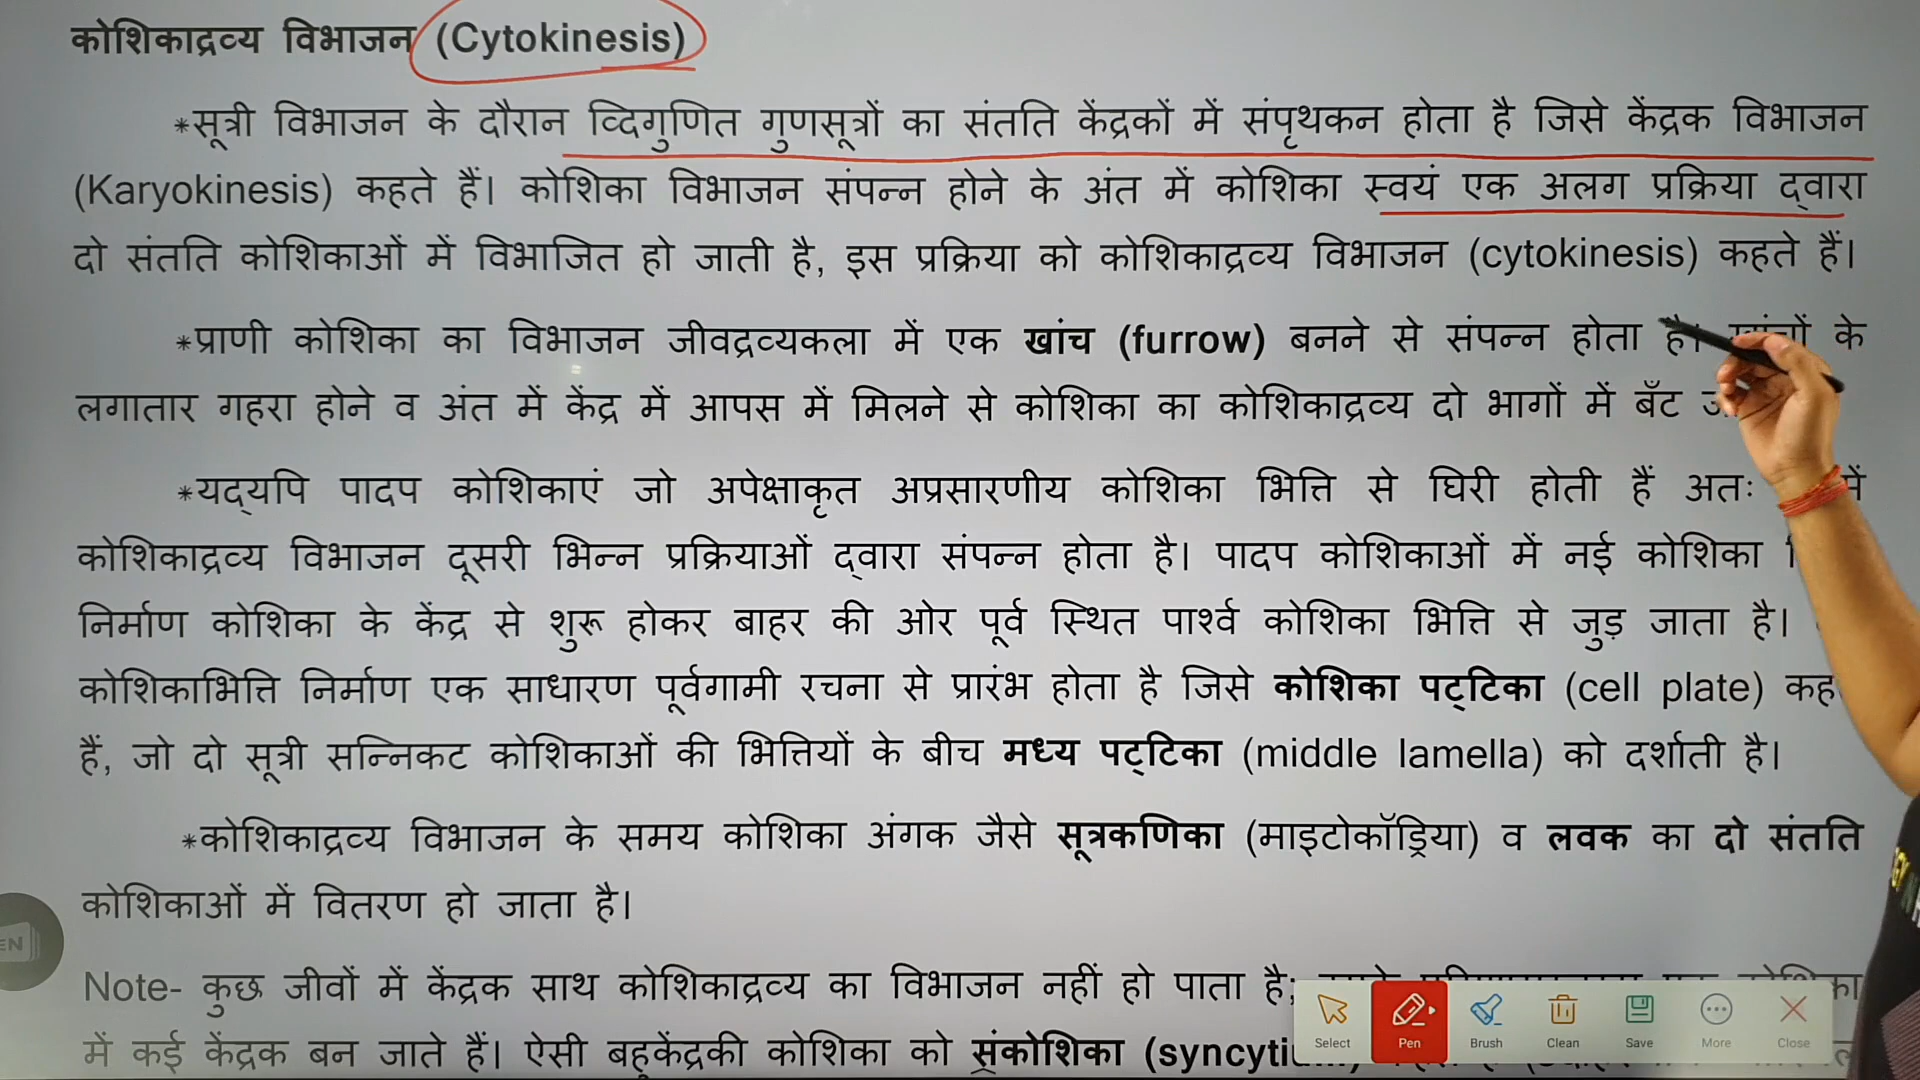 कोशिकाद्रव्य विभाजन (Cytokinesis)
*सूत्री विभाजन के दौरान व्दिगुणित गुणसूत्रों का संतति केंद्रकों में संपृथकन होता है जिसे केंद्रक विभाजन
(Karyokinesis) कहते हैं। कोशिका विभाजन संपन्न होने के अंत में कोशिका स्वयं एक अलग प्रक्रिया द्वारा
दो संतति कोशिकाओं में विभाजित हो जाती है, इस प्रक्रिया को कोशिकाद्रव्य विभाजन (cytokinesis) कहते हैं।
*प्राणी कोशिका का विभाजन जीवद्रव्यकला में एक खांच (furrow) बनने से संपन्न होता है। के
लगातार गहरा होने व अंत में केंद्र में आपस में मिलने से कोशिका का कोशिकाद्रव्य दो भागों में बँट
*यद्यपि पादप कोशिकाएं जो अपेक्षाकृत अप्रसारणीय कोशिका भित्ति से घिरी होती हैं अतः
कोशिकाद्रव्य विभाजन दूसरी भिन्न प्रक्रियाओं द्वारा संपन्न होता है। पादप कोशिकाओं में नई कोशिका
निर्माण कोशिका के केंद्र से शुरू होकर बाहर की ओर पूर्व स्थित पार्श्व कोशिका भित्ति से जुड़ जाता है।
कोशिकाभित्ति निर्माण एक साधारण पूर्वगामी रचना से प्रारंभ होता है जिसे कोशिका पट्टिका (cell plate)
हैं, जो दो सूत्री सन्निकट कोशिकाओं की भित्तियों के बीच मध्य पट्टिका (middle lamella) को दर्शाती है।
*कोशिकाद्रव्य विभाजन के समय कोशिका अंगक जैसे सूत्रकणिका (माइटोकॉड्रिया) व लवक का दो संतति
कोशिकाओं में वितरण हो जाता है।
Note- कुछ जीवों में केंद्रक साथ कोशिकाद्रव्य का विभाजन नहीं हो पाता है;
में कई केंद्रक बन जाते हैं। ऐसी बहुकेंद्रकी कोशिका को संकोशिका
Select Pen Brush Clean Save More Close